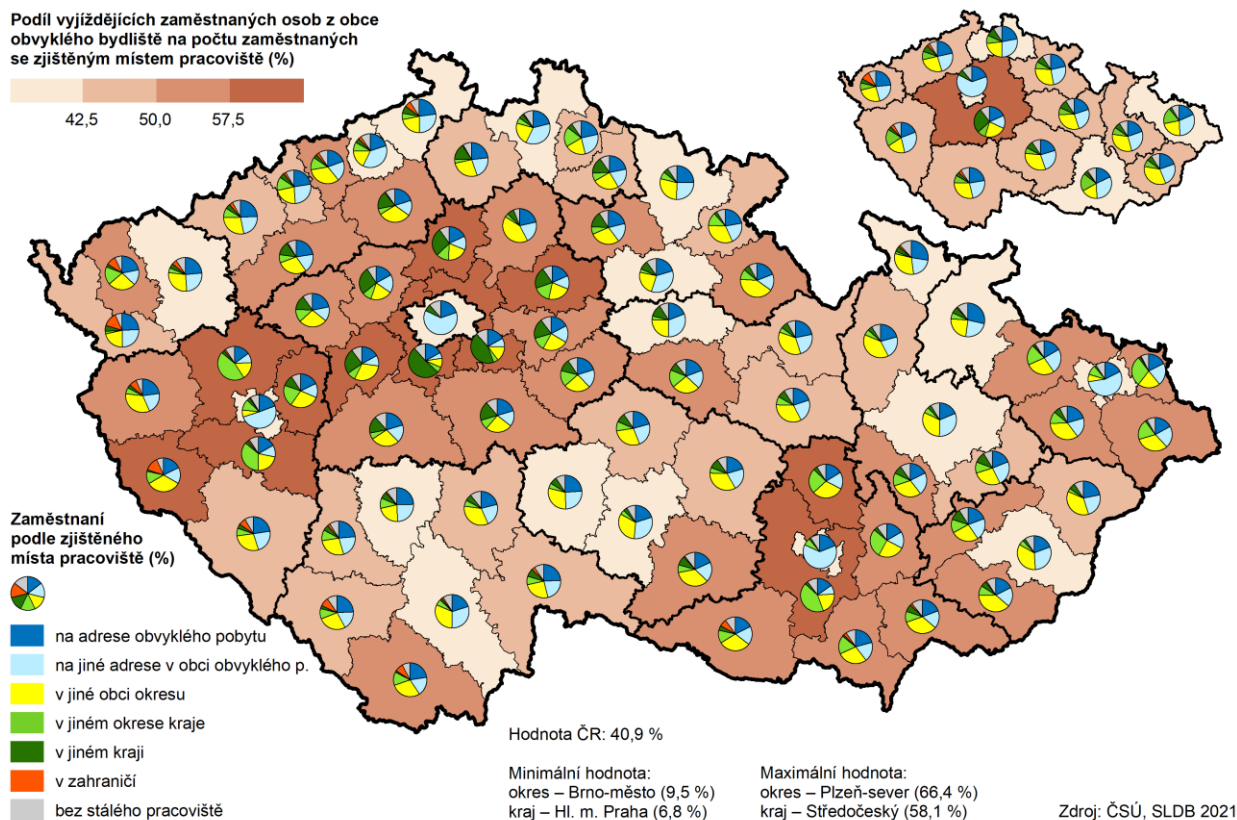 Podíl vyjíždějících zaměstnaných osob z obce
obvyklého bydliště na počtu zaměstnaných
se zjištěným místem pracoviště (%)
42,5 50,0 57,5
Zaměstnaní
podle zjištěného
místa pracoviště (%)
na adrese obvyklého pobytu
na jiné adrese v obci obvyklého p.
v jiné obci okresu
v jiném okrese kraje
v jiném kraji
v zahraničí
bez stálého pracoviště
Hodnota ČR: 40,9 %
Minimální hodnota:
okres – Brno-město (9,5 %)
kraj – Hl. m. Praha (6,8 %)
Maximální hodnota:
okres – Plzeň-sever (66,4 %)
kraj – Středočeský (58,1 %)
Zdroj: ČSÚ, SLDB 2021